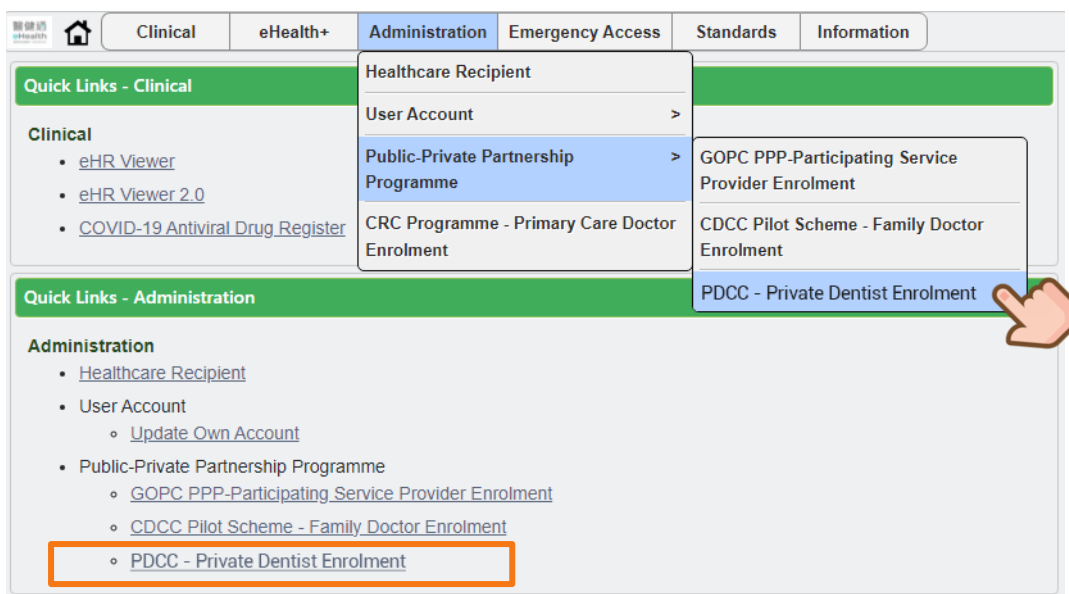 醫健通
eHealth
Clinical
eHealth+
Administration
Emergency Access
Standards
Information
Quick Links - Clinical
Clinical
• eHR Viewer
• eHR Viewer 2.0
• COVID-19 Antiviral Drug Register
Healthcare Recipient
User Account >
Public-Private Partnership >
Programme
CRC Programme - Primary Care Doctor
Enrolment
GOPC PPP-Participating Service
Provider Enrolment
CDCC Pilot Scheme - Family Doctor
Enrolment
PDCC - Private Dentist Enrolment
Quick Links - Administration
Administration
• Healthcare Recipient
• User Account
◦ Update Own Account
• Public-Private Partnership Programme
◦ GOPC PPP-Participating Service Provider Enrolment
◦ CDCC Pilot Scheme - Family Doctor Enrolment
◦ PDCC - Private Dentist Enrolment